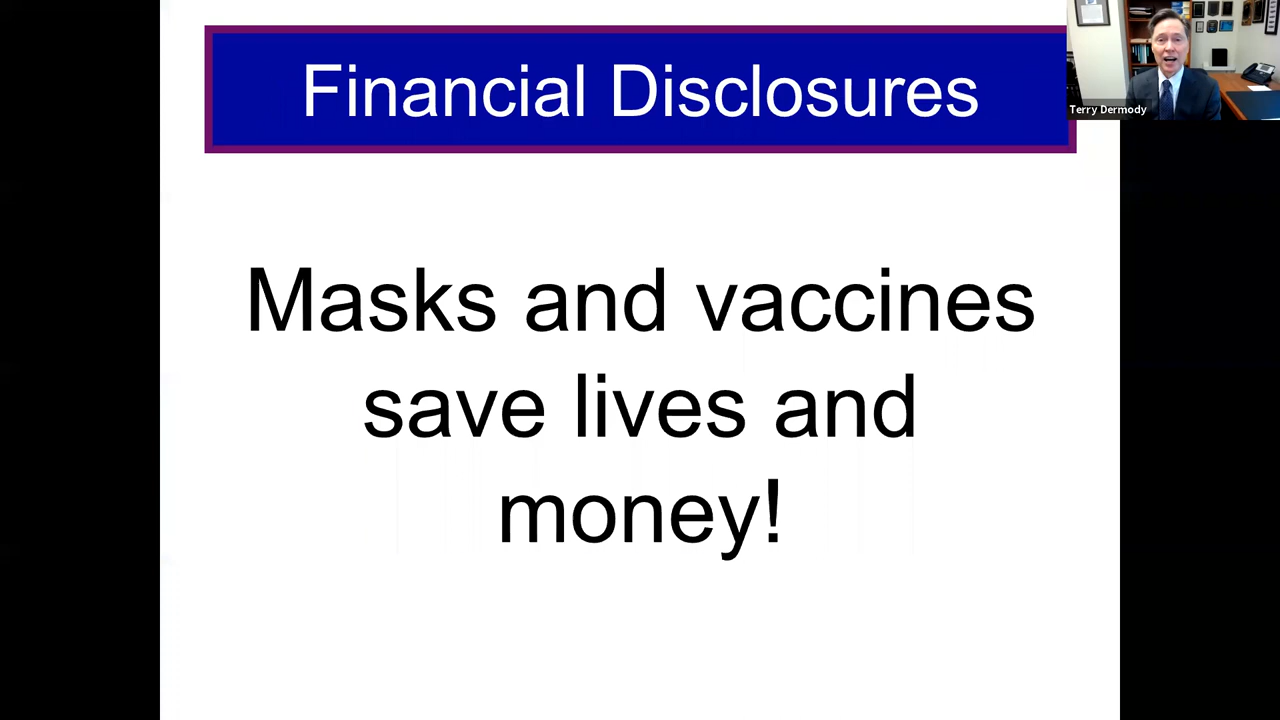 Financial Disclosures
Terry Dermody
Masks and vaccines
save lives and
money!